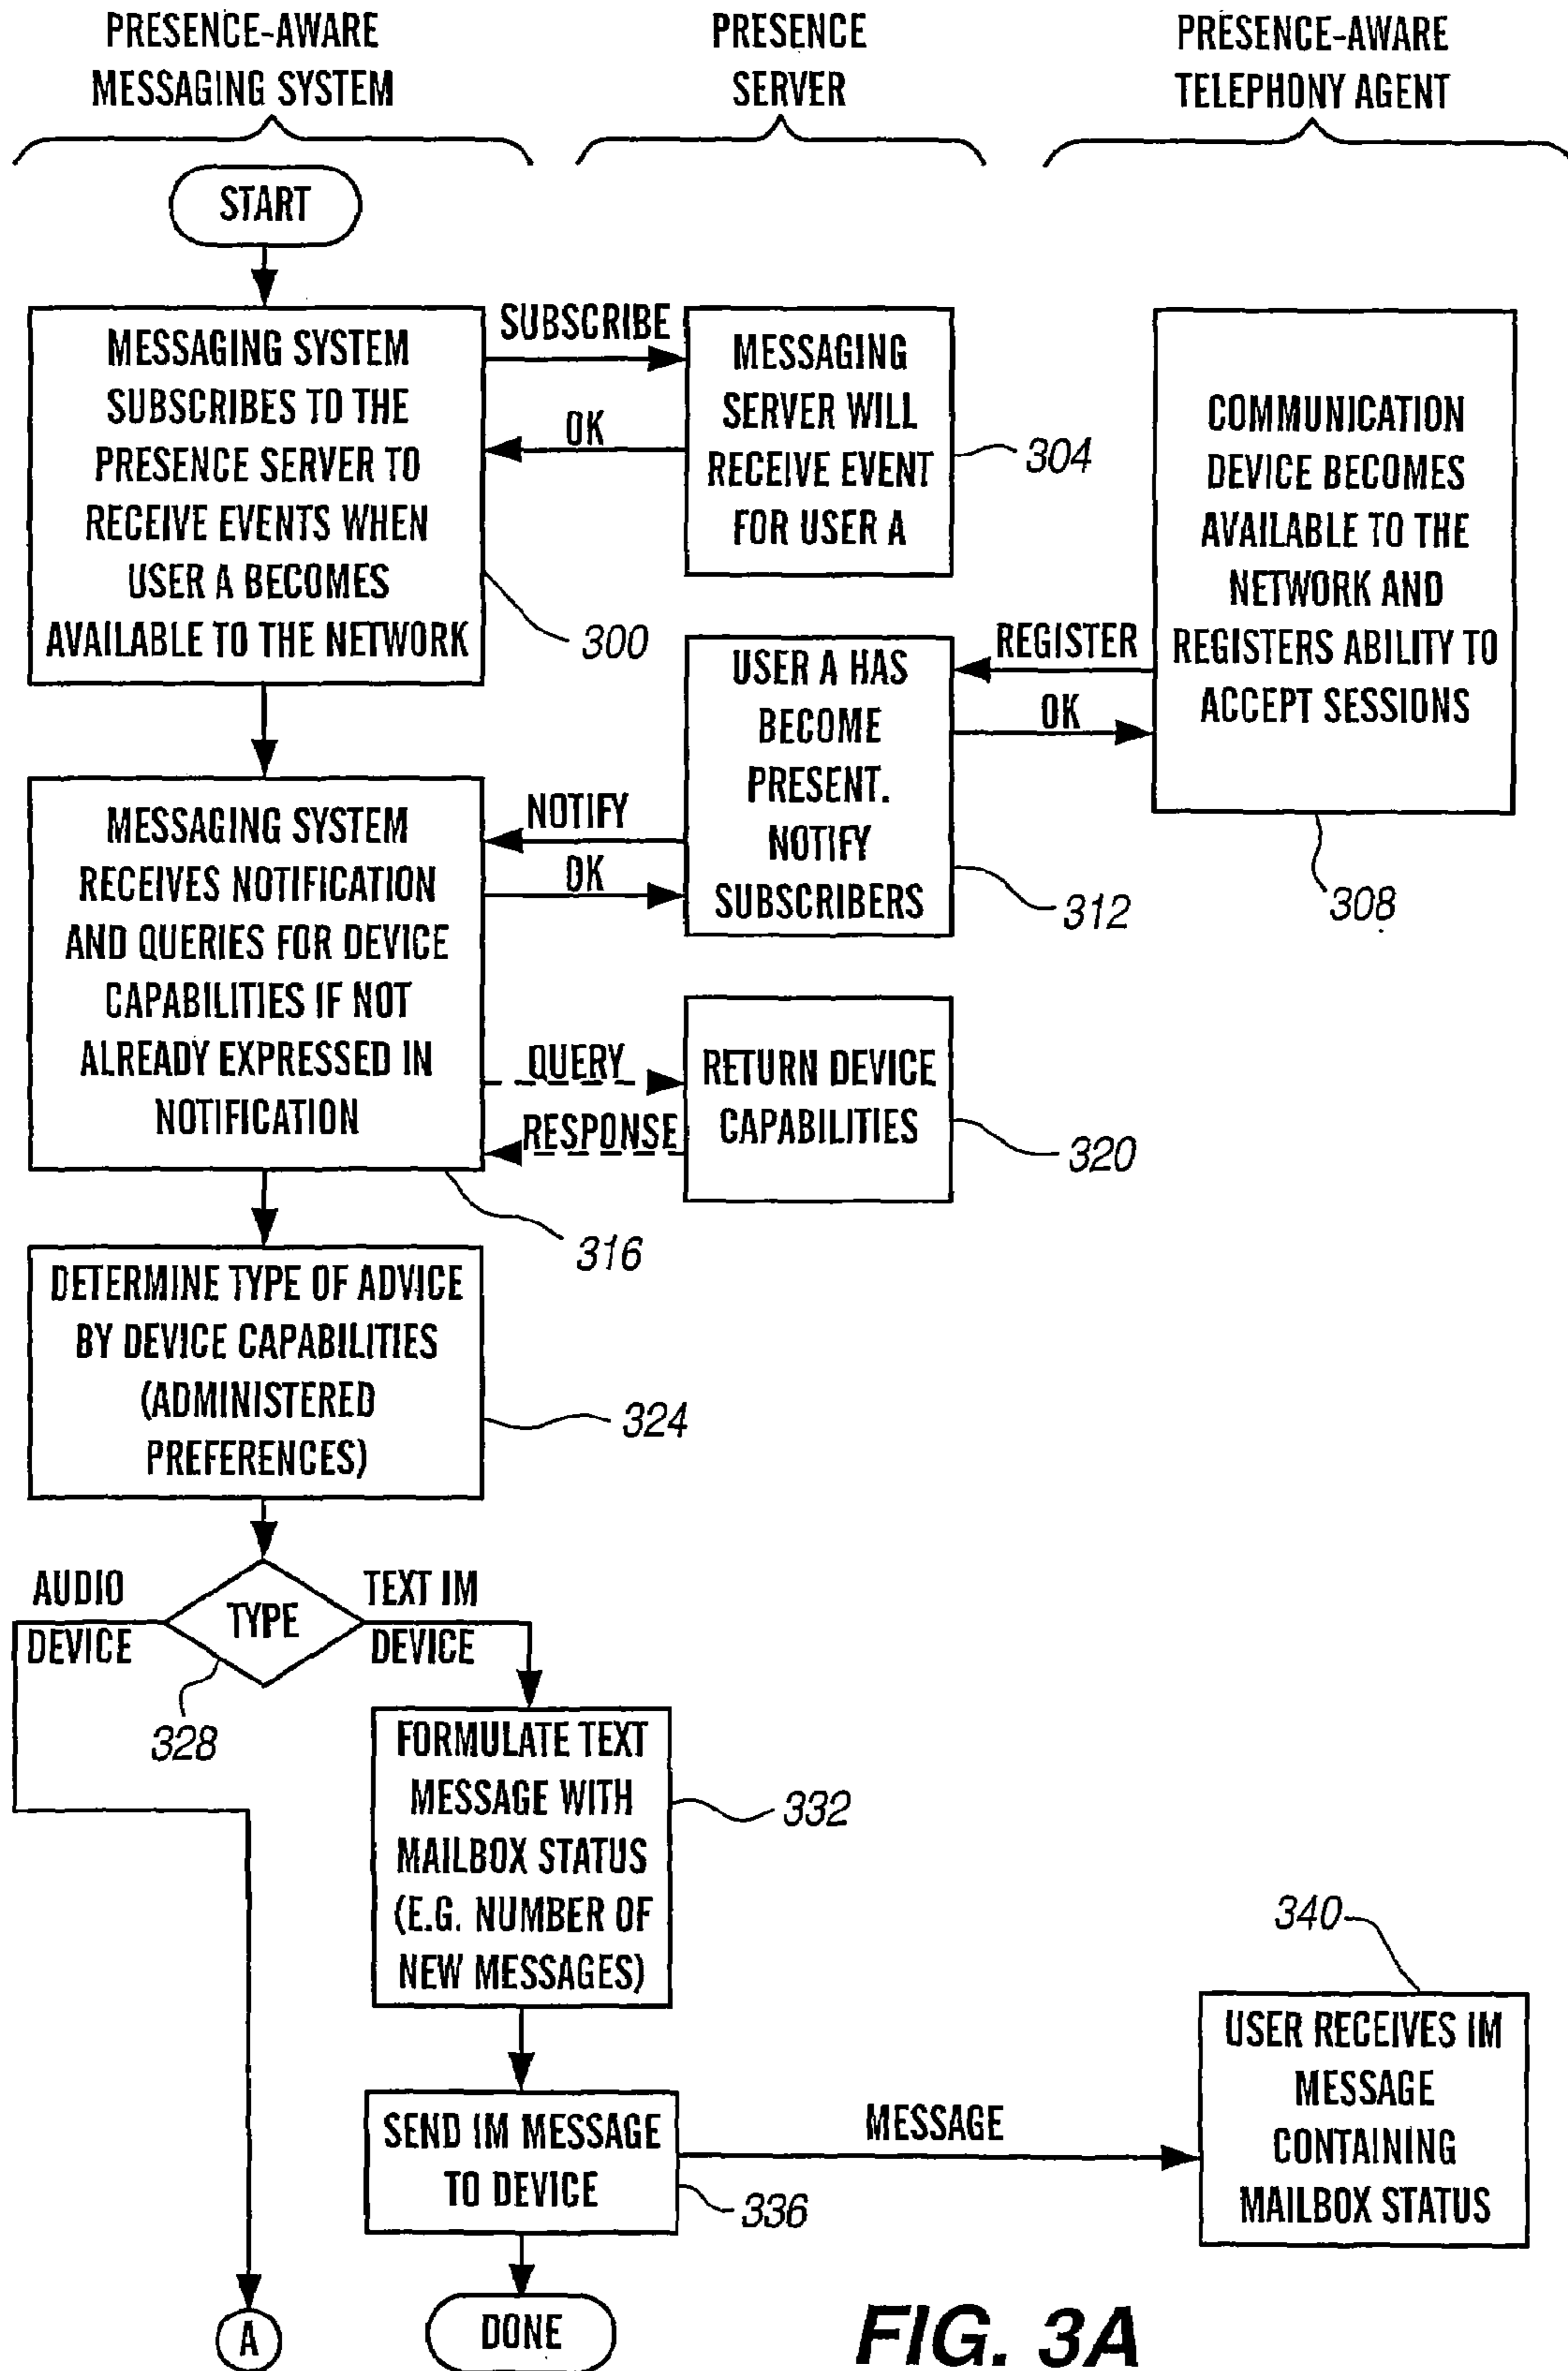 PRESENCE-AWARE
MESSAGING SYSTEM
PRESENCE
SERVER
PRESENCE-AWARE
TELEPHONY AGENT
START
MESSAGING SYSTEM
SUBSCRIBES TO THE
PRESENCE SERVER TO
RECEIVE EVENTS WHEN
USER A BECOMES
AVAILABLE TO THE NETWORK
300
SUBSCRIBE
OK
MESSAGING
SERVER WILL
RECEIVE EVENT
FOR USER A
304
COMMUNICATION
DEVICE BECOMES
AVAILABLE TO THE
NETWORK AND
REGISTERS ABILITY TO
ACCEPT SESSIONS
308
REGISTER
OK
USER A HAS
BECOME
PRESENT.
NOTIFY
SUBSCRIBERS
312
NOTIFY
OK
MESSAGING SYSTEM
RECEIVES NOTIFICATION
AND QUERIES FOR DEVICE
CAPABILITIES IF NOT
ALREADY EXPRESSED IN
NOTIFICATION
316
QUERY
RESPONSE
RETURN DEVICE
CAPABILITIES
320
DETERMINE TYPE OF ADVICE
BY DEVICE CAPABILITIES
(ADMINISTERED
PREFERENCES)
324
AUDIO
DEVICE
TYPE
328
TEXT IM
DEVICE
FORMULATE TEXT
MESSAGE WITH
MAILBOX STATUS
(E.G. NUMBER OF
NEW MESSAGES)
332
SEND IM MESSAGE
TO DEVICE
336
MESSAGE
340
USER RECEIVES IM
MESSAGE
CONTAINING
MAILBOX STATUS
A
DONE
FIG. 3A